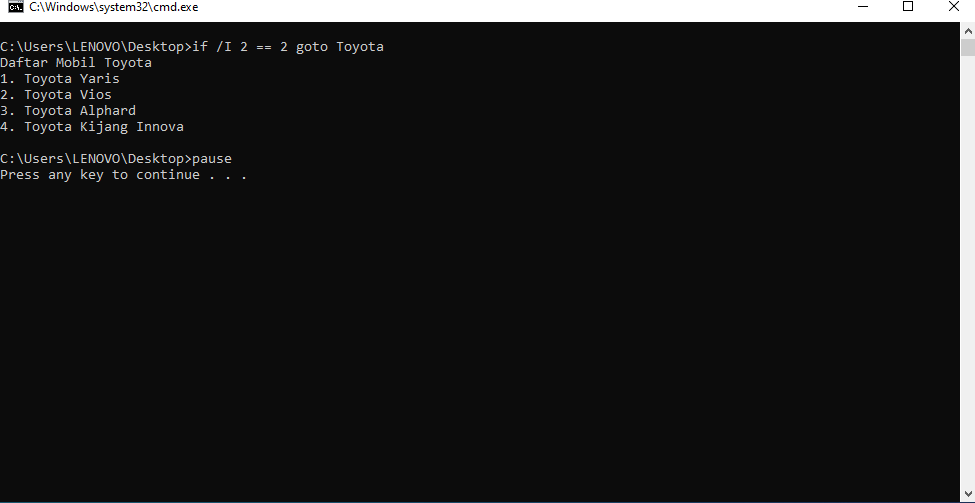 C:\Windows\system32\cmd.exe
C:\Users\LENOVO\Desktop>if /I 2 == 2 goto Toyota
Daftar Mobil Toyota
1. Toyota Yaris
2. Toyota Vios
3. Toyota Alphard
4. Toyota Kijang Innova
C:\Users\LENOVO\Desktop>pause
Press any key to continue . . .